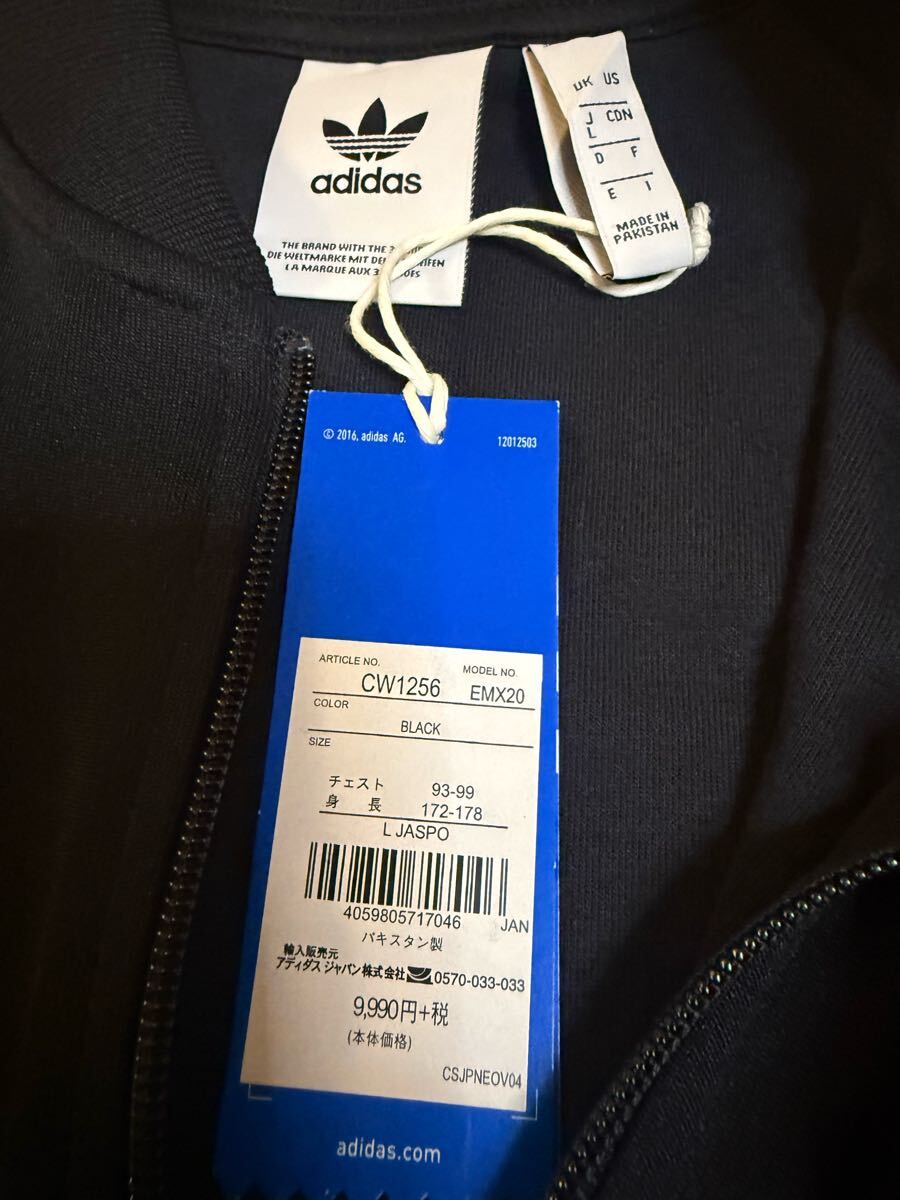 adidas
THE BRAND WITH THE 3
DIE WELTMARKE MIT DEN
LA MARQUE AUX 3
UK US
J CDN
L
D F
E I
MADE IN
PAKISTAN
© 2016, adidas AG. 12012503
ARTICLE NO. MODEL NO.
CW1256 EMX20
COLOR
BLACK
SIZE
チェスト 93-99
身 長 172-178
L JASPO
4059805717046 JAN
パキスタン製
輸入販売元
アディダス ジャパン株式会社 0570-033-033
9,990円+税
(本体価格)
CSJPNEOV04
adidas.com